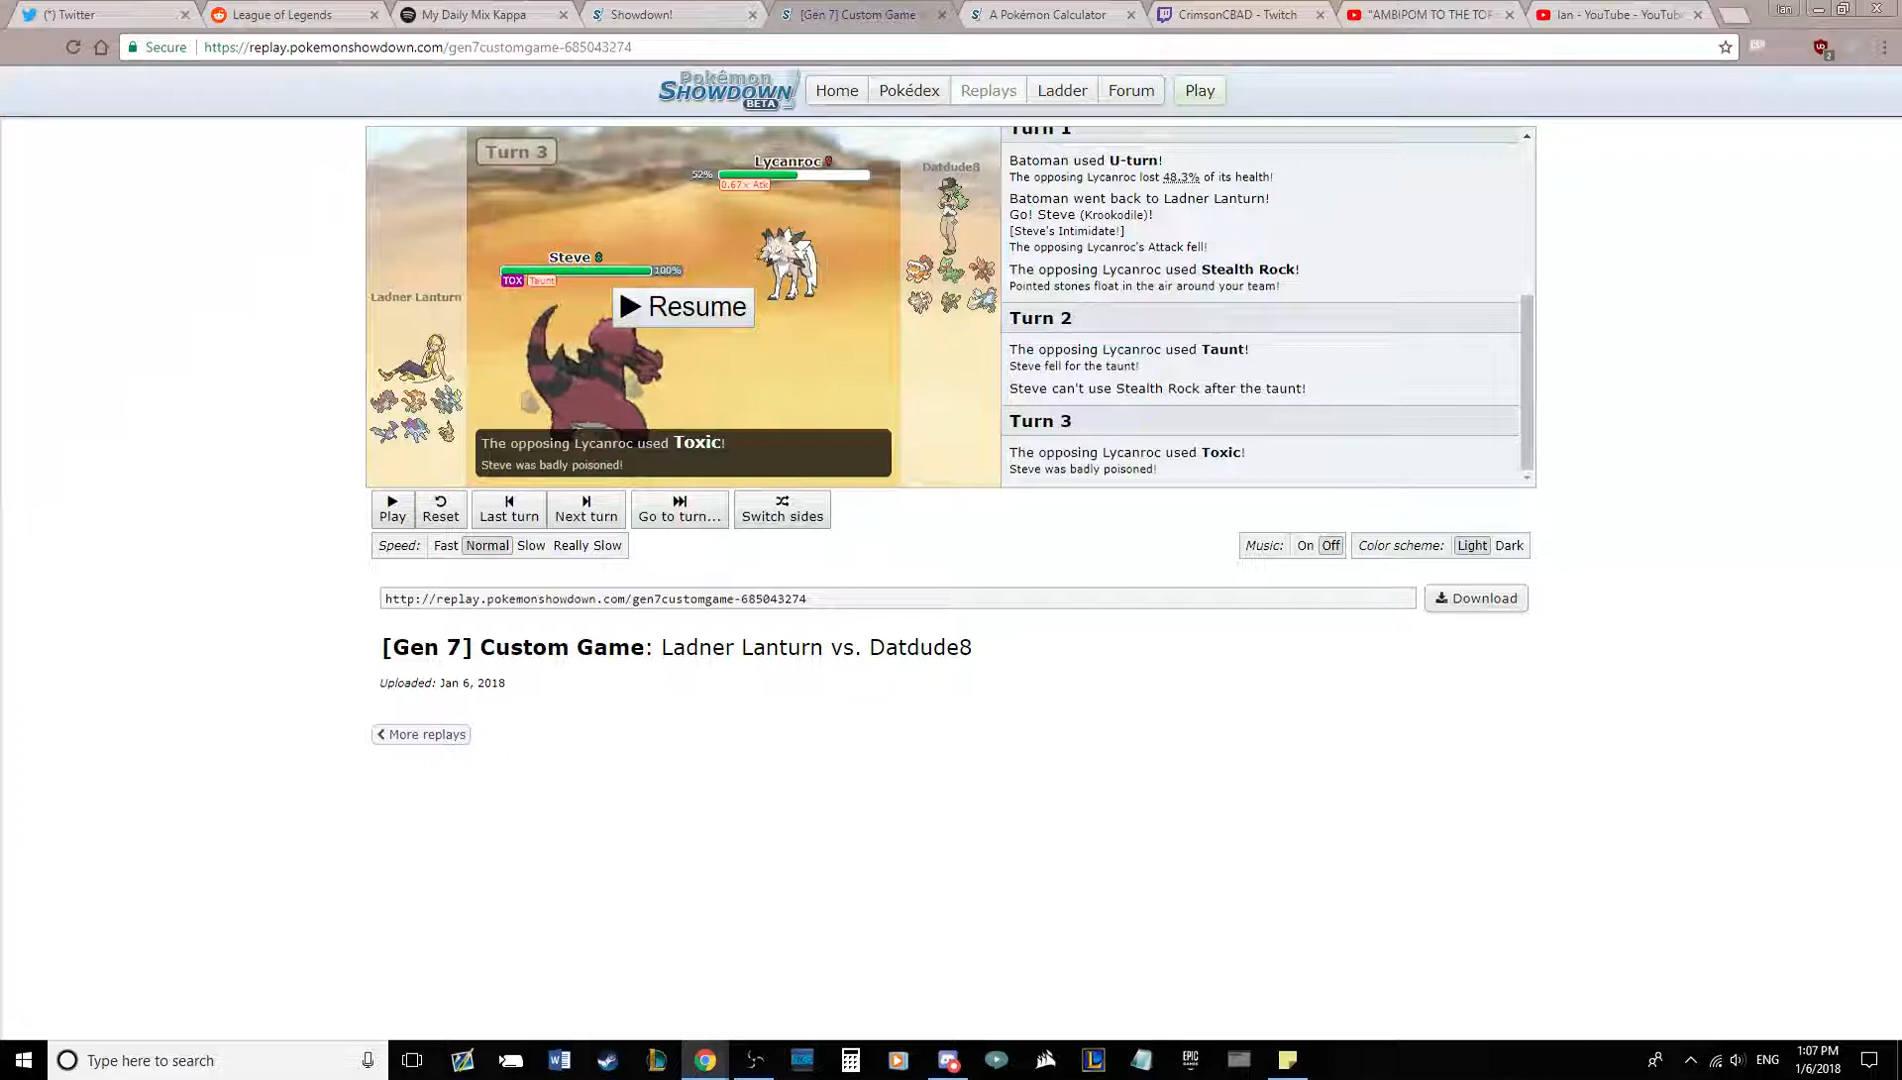 (*) Twitter
League of Legends
My Daily Mix Kappa
Showdown!
[Gen 7] Custom Game
A Pokémon Calculator
CrimsonCBAD - Twitch
"AMBIPOM TO THE TOP
Ian - YouTube - YouTube
Ian
Secure
https://replay.pokemonshowdown.com/gen7customgame-685043274
2
Pokémon
SHOWDOWN
BETA
Home
Pokédex
Replays
Ladder
Forum
Play
Turn 3
Lycanroc
52%
0.67× Atk
Datdude8
Steve
100%
TOX
Taunt
Ladner Lanturn
Resume
The opposing Lycanroc used Toxic!
Steve was badly poisoned!
Turn 1
Batoman used U-turn!
The opposing Lycanroc lost 48.3% of its health!
Batoman went back to Ladner Lanturn!
Go! Steve (Krookodile)!
[Steve's Intimidate!]
The opposing Lycanroc's Attack fell!
The opposing Lycanroc used Stealth Rock!
Pointed stones float in the air around your team!
Turn 2
The opposing Lycanroc used Taunt!
Steve fell for the taunt!
Steve can't use Stealth Rock after the taunt!
Turn 3
The opposing Lycanroc used Toxic!
Steve was badly poisoned!
Play
Reset
Last turn
Next turn
Go to turn...
Switch sides
Speed: Fast Normal Slow Really Slow
Music: On Off
Color scheme: Light Dark
http://replay.pokemonshowdown.com/gen7customgame-685043274
Download
[Gen 7] Custom Game: Ladner Lanturn vs. Datdude8
Uploaded: Jan 6, 2018
More replays
Type here to search
EPIC
GAMES
ENG
1:07 PM
1/6/2018